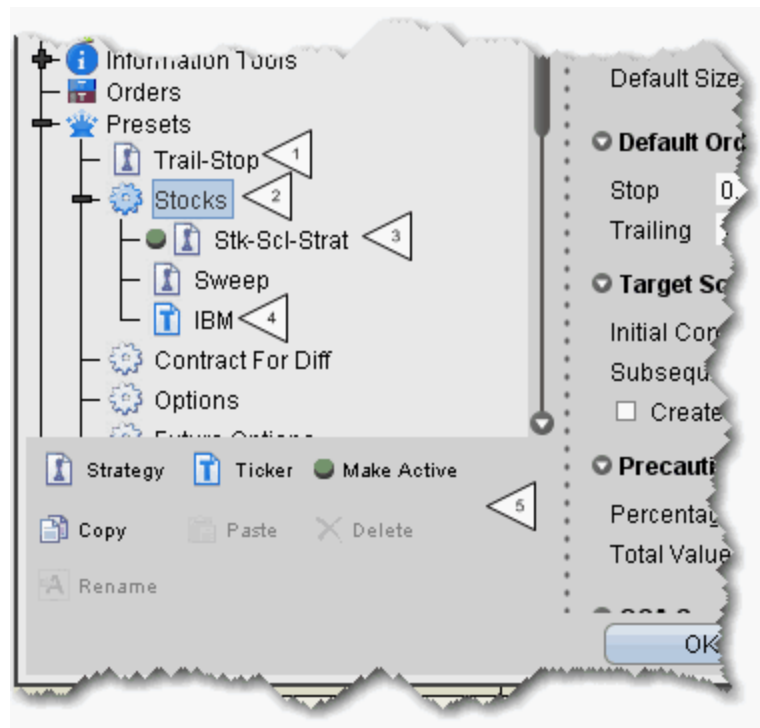 Information Tools
Orders
Presets
Trail-Stop 1
Stocks 2
Stk-Scl-Strat 3
Sweep
IBM 4
Contract For Diff
Options
Strategy Ticker Make Active 5
Copy Paste Delete
Rename
Default Size
Default Ord
Stop 0.
Trailing
Target Sc
Initial Con
Subsequ
Create
Precauti
Percentag
Total Value
OK